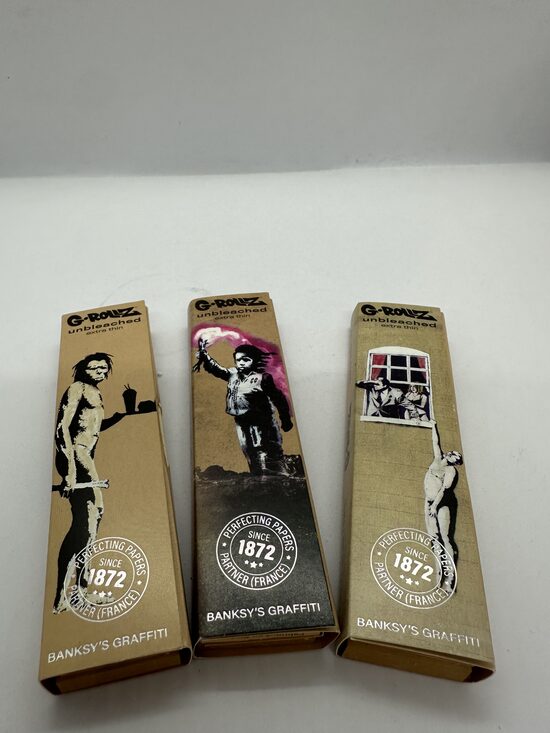 G-ROLLZ
unbleached
extra thin
PERFECTING PAPERS
SINCE
1872
PARTNER (FRANCE)
BANKSY'S GRAFFITI
G-ROLLZ
unbleached
extra thin
PERFECTING PAPERS
SINCE
1872
PARTNER (FRANCE)
BANKSY'S GRAFFITI
G-ROLLZ
unbleached
extra thin
PERFECTING PAPERS
SINCE
1872
PARTNER (FRANCE)
BANKSY'S GRAFFITI